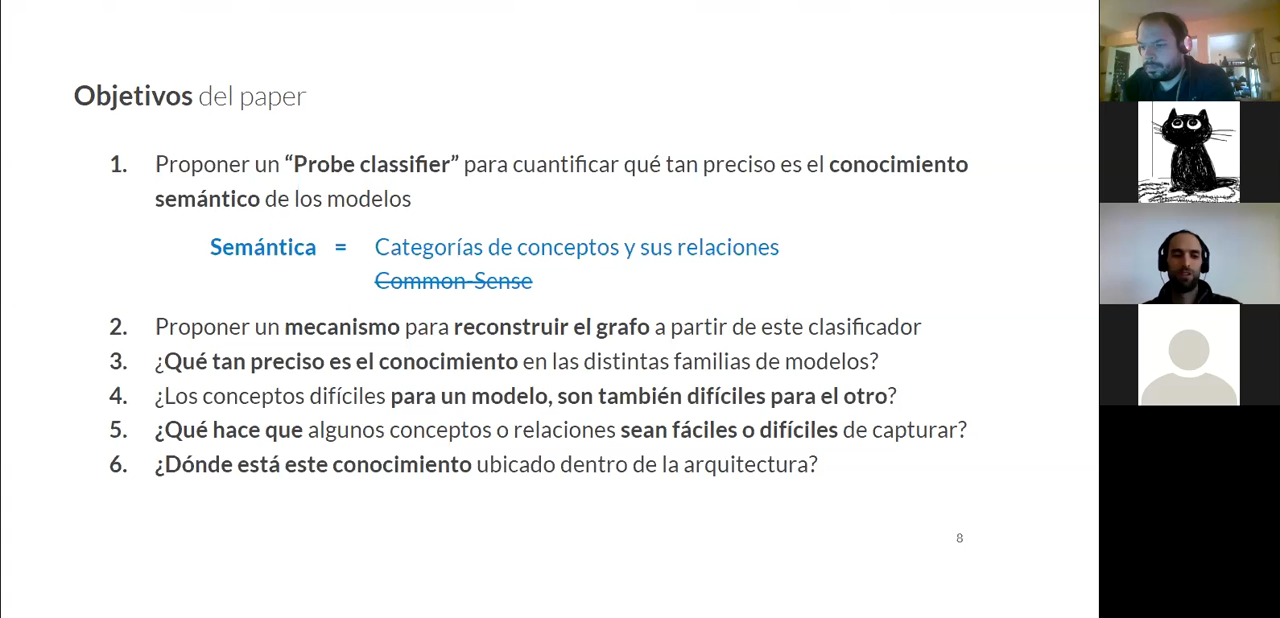 Objetivos del paper
1. Proponer un “Probe classifier” para cuantificar qué tan preciso es el conocimiento
semántico de los modelos
Semántica = Categorías de conceptos y sus relaciones
Common-Sense
2. Proponer un mecanismo para reconstruir el grafo a partir de este clasificador
3. ¿Qué tan preciso es el conocimiento en las distintas familias de modelos?
4. ¿Los conceptos difíciles para un modelo, son también difíciles para el otro?
5. ¿Qué hace que algunos conceptos o relaciones sean fáciles o difíciles de capturar?
6. ¿Dónde está este conocimiento ubicado dentro de la arquitectura?
8